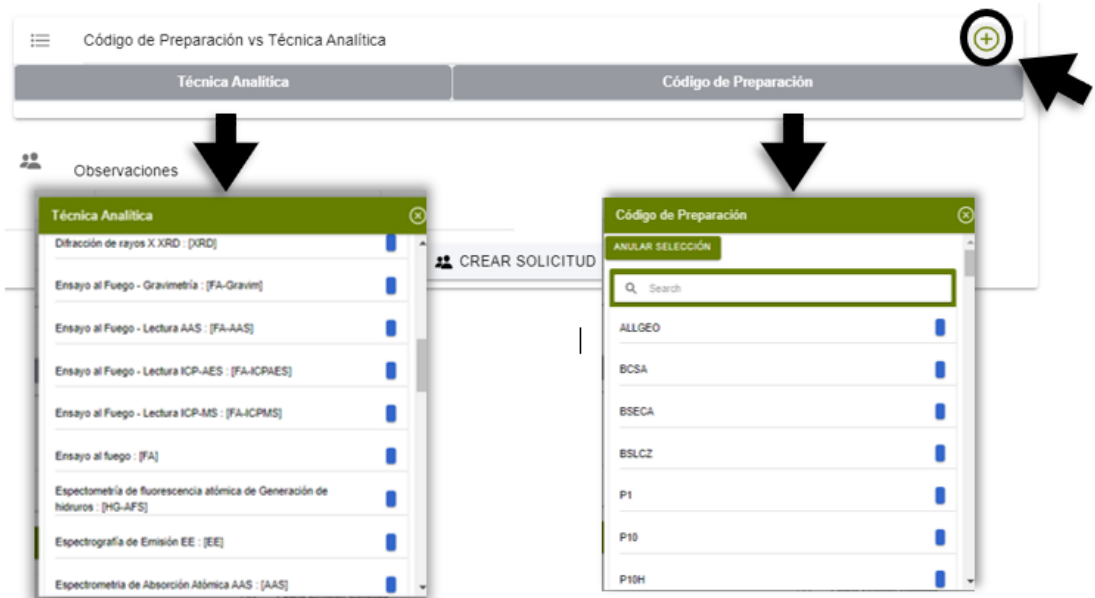 Código de Preparación vs Técnica Analítica
Técnica Analítica
Código de Preparación
Observaciones
Técnica Analítica
Difracción de rayos X XRD : [XRD]
Ensayo al Fuego - Gravimetría : [FA-Gravim]
Ensayo al Fuego - Lectura AAS : [FA-AAS]
Ensayo al Fuego - Lectura ICP-AES : [FA-ICPAES]
Ensayo al Fuego - Lectura ICP-MS : [FA-ICPMS]
Ensayo al fuego : [FA]
Espectometría de fluorescencia atómica de Generación de
hidruros : [HG-AFS]
Espectrografía de Emisión EE : [EE]
Espectrometria de Absorción Atómica AAS : [AAS]
CREAR SOLICITUD
Código de Preparación
ANULAR SELECCIÓN
Search
ALLGEO
BCSA
BSECA
BSLCZ
P1
P10
P10H